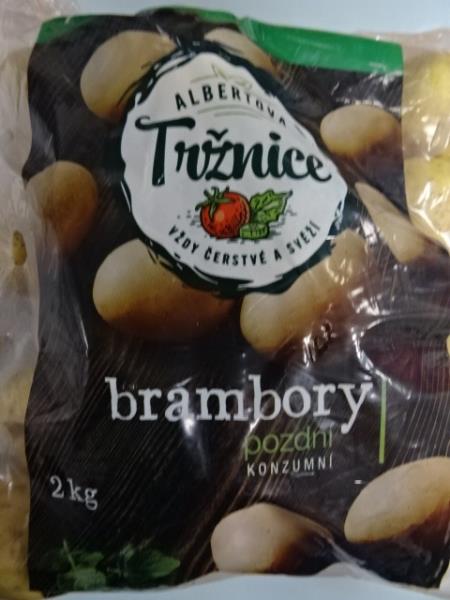 ALBERTOVA
Tržnice
VŽDY ČERSTVÉ A SVĚŽÍ
brambory
pozdní
KONZUMNÍ
2 kg